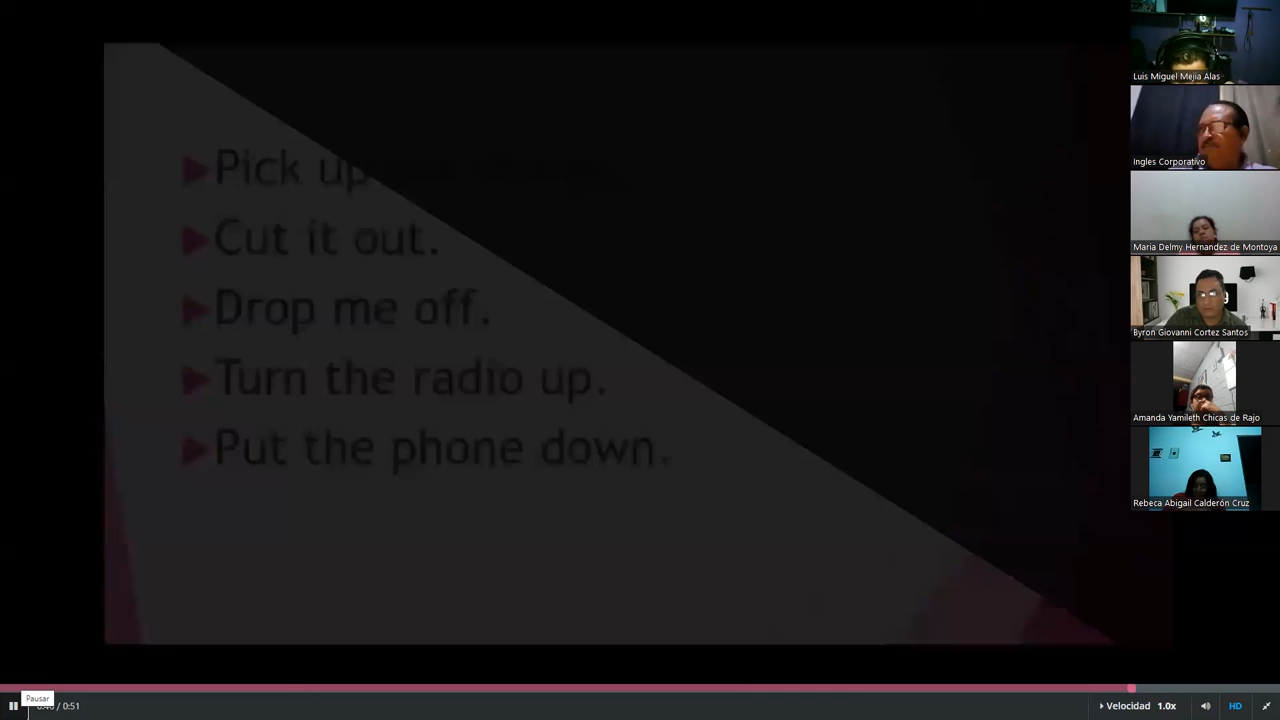 Luis Miguel Mejia Alas
Ingles Corporativo
Maria Delmy Hernandez de Montoya
Byron Giovanni Cortez Santos
Amanda Yamileth Chicas de Rajo
Rebeca Abigail Calderón Cruz
Pick up
Cut it out.
Drop me off.
Turn the radio up.
Put the phone down.
Pausar
/ 0:51
Velocidad 1.0x
HD